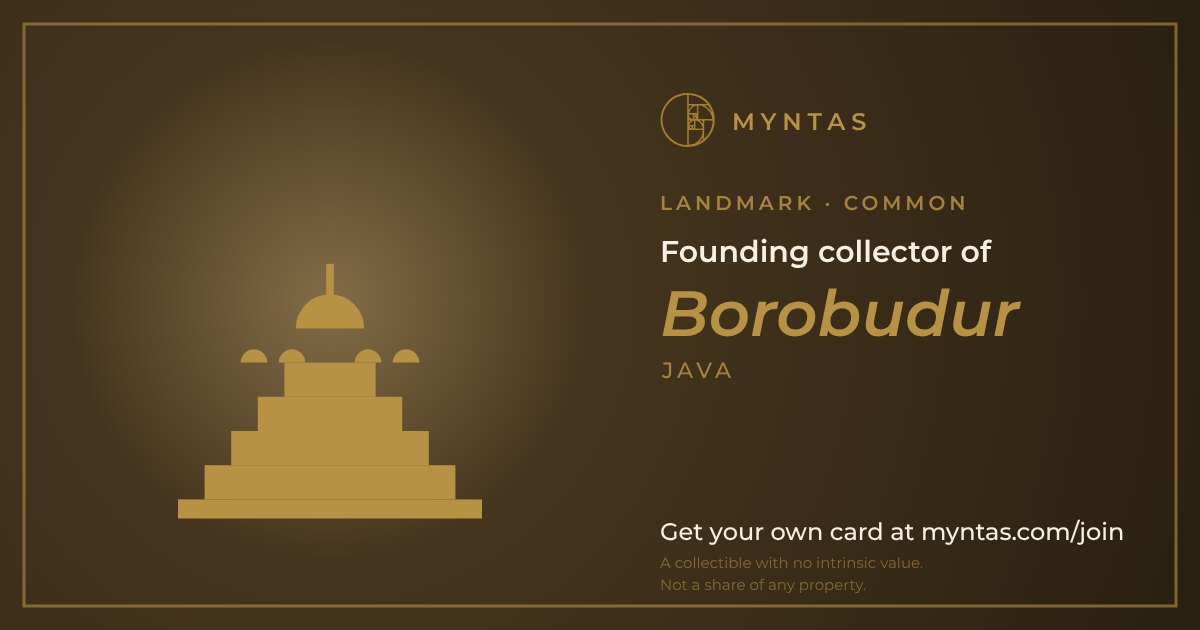 MYNTAS
LANDMARK · COMMON
Founding collector of
Borobudur
JAVA
Get your own card at myntas.com/join
A collectible with no intrinsic value.
Not a share of any property.